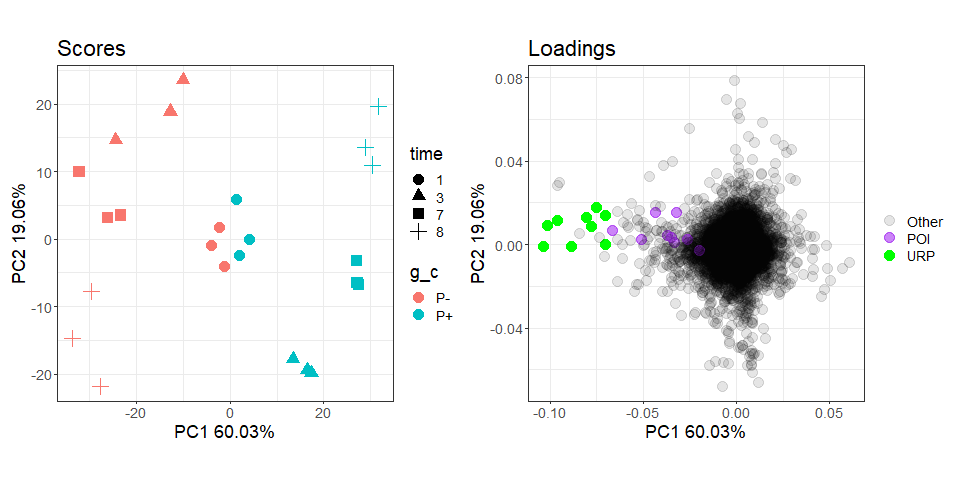 Scores
20
10
0
-10
-20
-20
0
20
PC1 60.03%
PC2 19.06%
time
1
3
7
8
g_c
P-
P+
Loadings
0.08
0.04
0.00
-0.04
-0.10
-0.05
0.00
0.05
PC1 60.03%
PC2 19.06%
Other
POI
URP